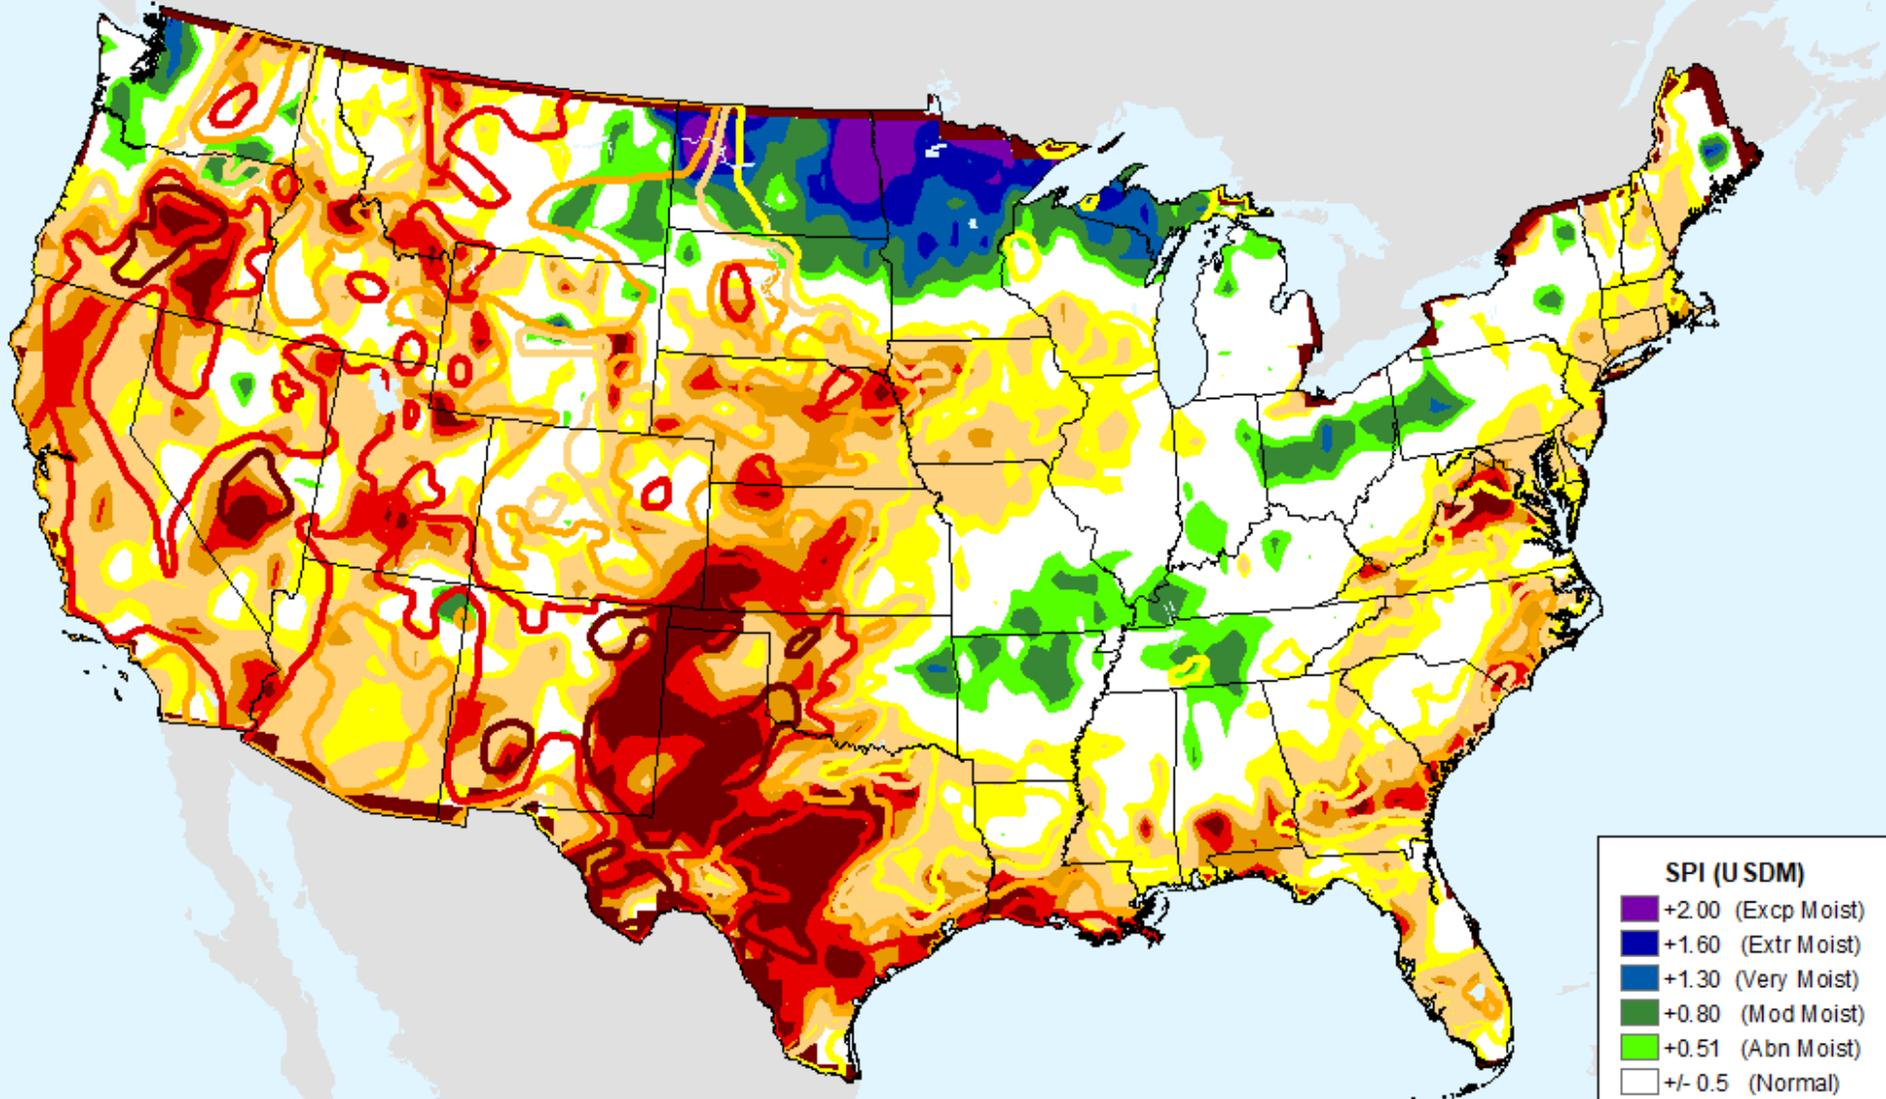 SPI (USDM)
+2.00 (Excp Moist)
+1.60 (Extr Moist)
+1.30 (Very Moist)
+0.80 (Mod Moist)
+0.51 (Abn Moist)
+/- 0.5 (Normal)